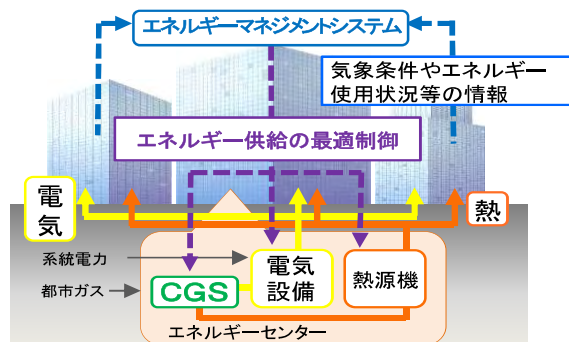 エネルギーマネジメントシステム
気象条件やエネルギー
使用状況等の情報
エネルギー供給の最適制御
電
気
熱
系統電力
電気
設備
熱源機
都市ガス
CGS
エネルギーセンター